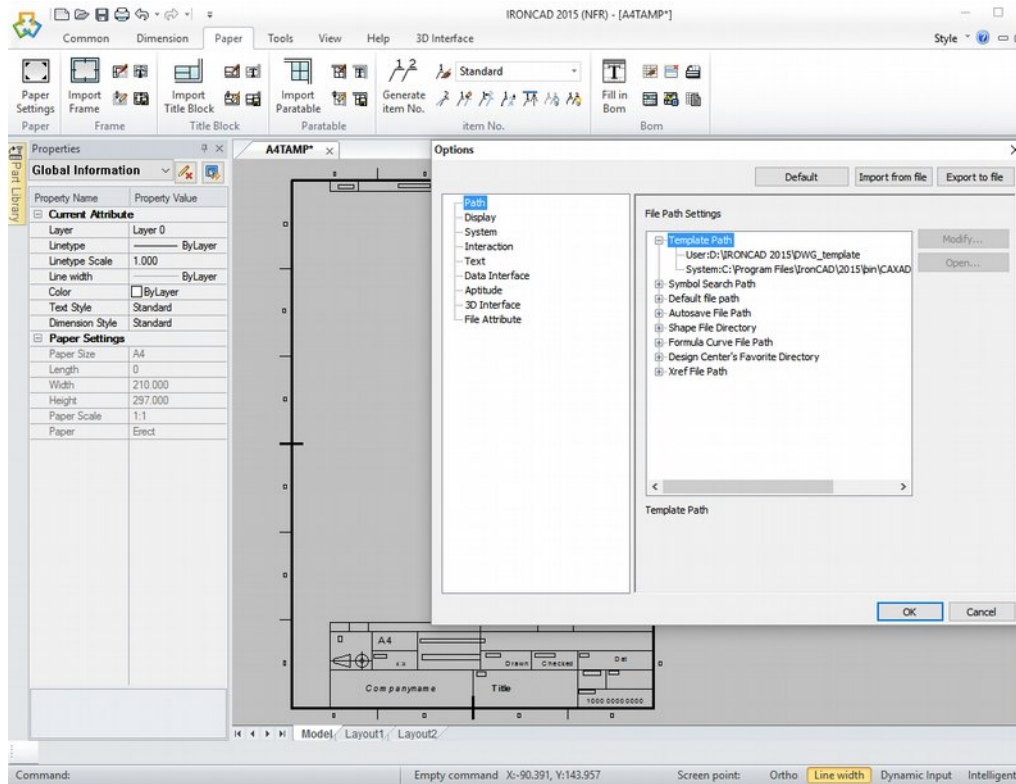 IRONCAD 2015 (NFR) - [A4TAMP*]
Common Dimension Paper Tools View Help 3D Interface Style
Paper Settings
Import Frame
Import Title Block
Import Paratable
Generate item No.
Standard
Fill in Bom
Paper Frame Title Block Paratable item No. Bom
Part Library
Properties
Global Information
Property Name Property Value
Current Attribute
Layer Layer 0
Linetype ByLayer
Linetype Scale 1.000
Line width ByLayer
Color ByLayer
Text Style Standard
Dimension Style Standard
Paper Settings
Paper Size A4
Length 0
Width 210.000
Height 297.000
Paper Scale 1:1
Paper Erect
A4TAMP*
Options
Default Import from file Export to file
Path
Display
System
Interaction
Text
Data Interface
Aptitude
3D Interface
File Attribute
File Path Settings
Template Path
User:D:\IRONCAD 2015\DWG_template
System:C:\Program Files\IronCAD\2015\bin\CAXAD
Symbol Search Path
Default file path
Autosave File Path
Shape File Directory
Formula Curve File Path
Design Center's Favorite Directory
Xref File Path
Modify...
Open...
Template Path
OK Cancel
A4
x:x Drawn Checked Dat
Companyname Title
1000 0000 0000
Model Layout1 Layout2
Command: Empty command X:-90.391, Y:143.957 Screen point: Ortho Line width Dynamic Input Intelligent